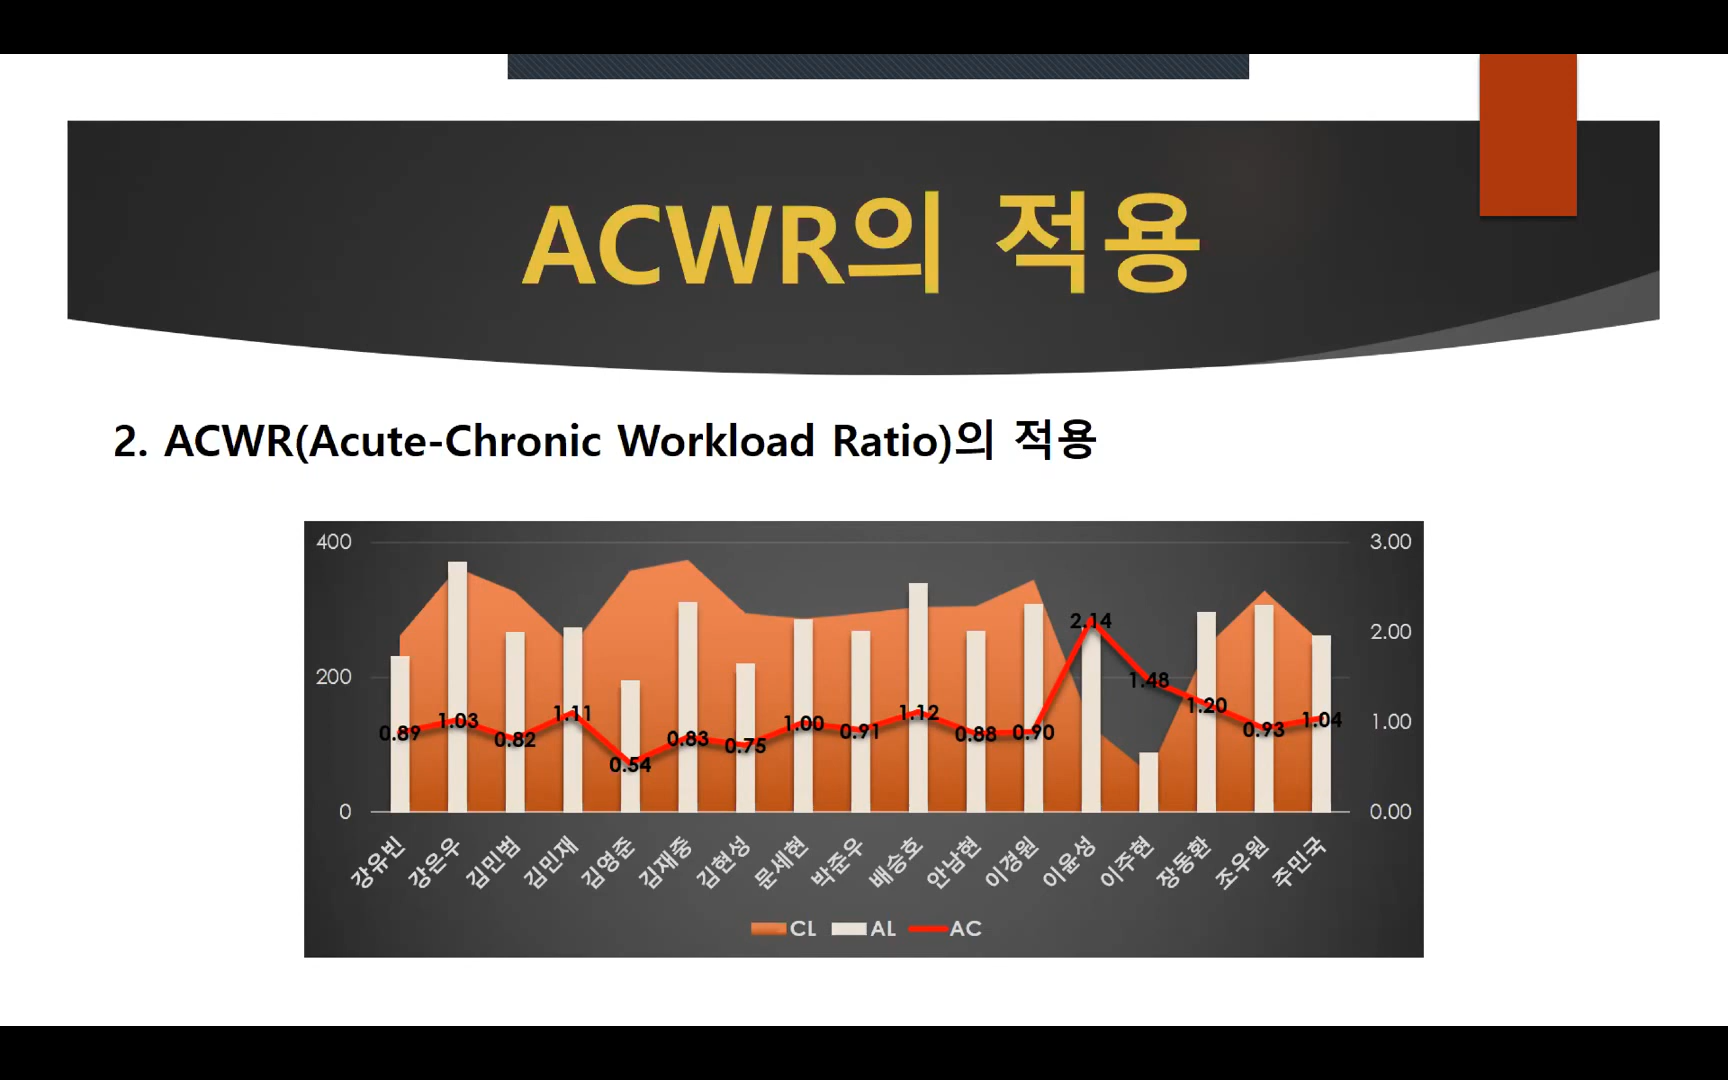 ACWR의 적용
2. ACWR(Acute-Chronic Workload Ratio)의 적용
400
3.00
2.14
2.00
200
1.48
1.20
1.11
1.12
1.03
1.04
1.00
1.00
0.89
0.82
0.83
0.91
0.88
0.90
0.93
0.75
0.54
0
0.00
강유빈
강은우
김민범
김민재
김영준
김재중
김현성
문세현
박준우
배승호
안남현
이경원
이윤성
이주현
장동환
조우원
주민국
CL
AL
AC